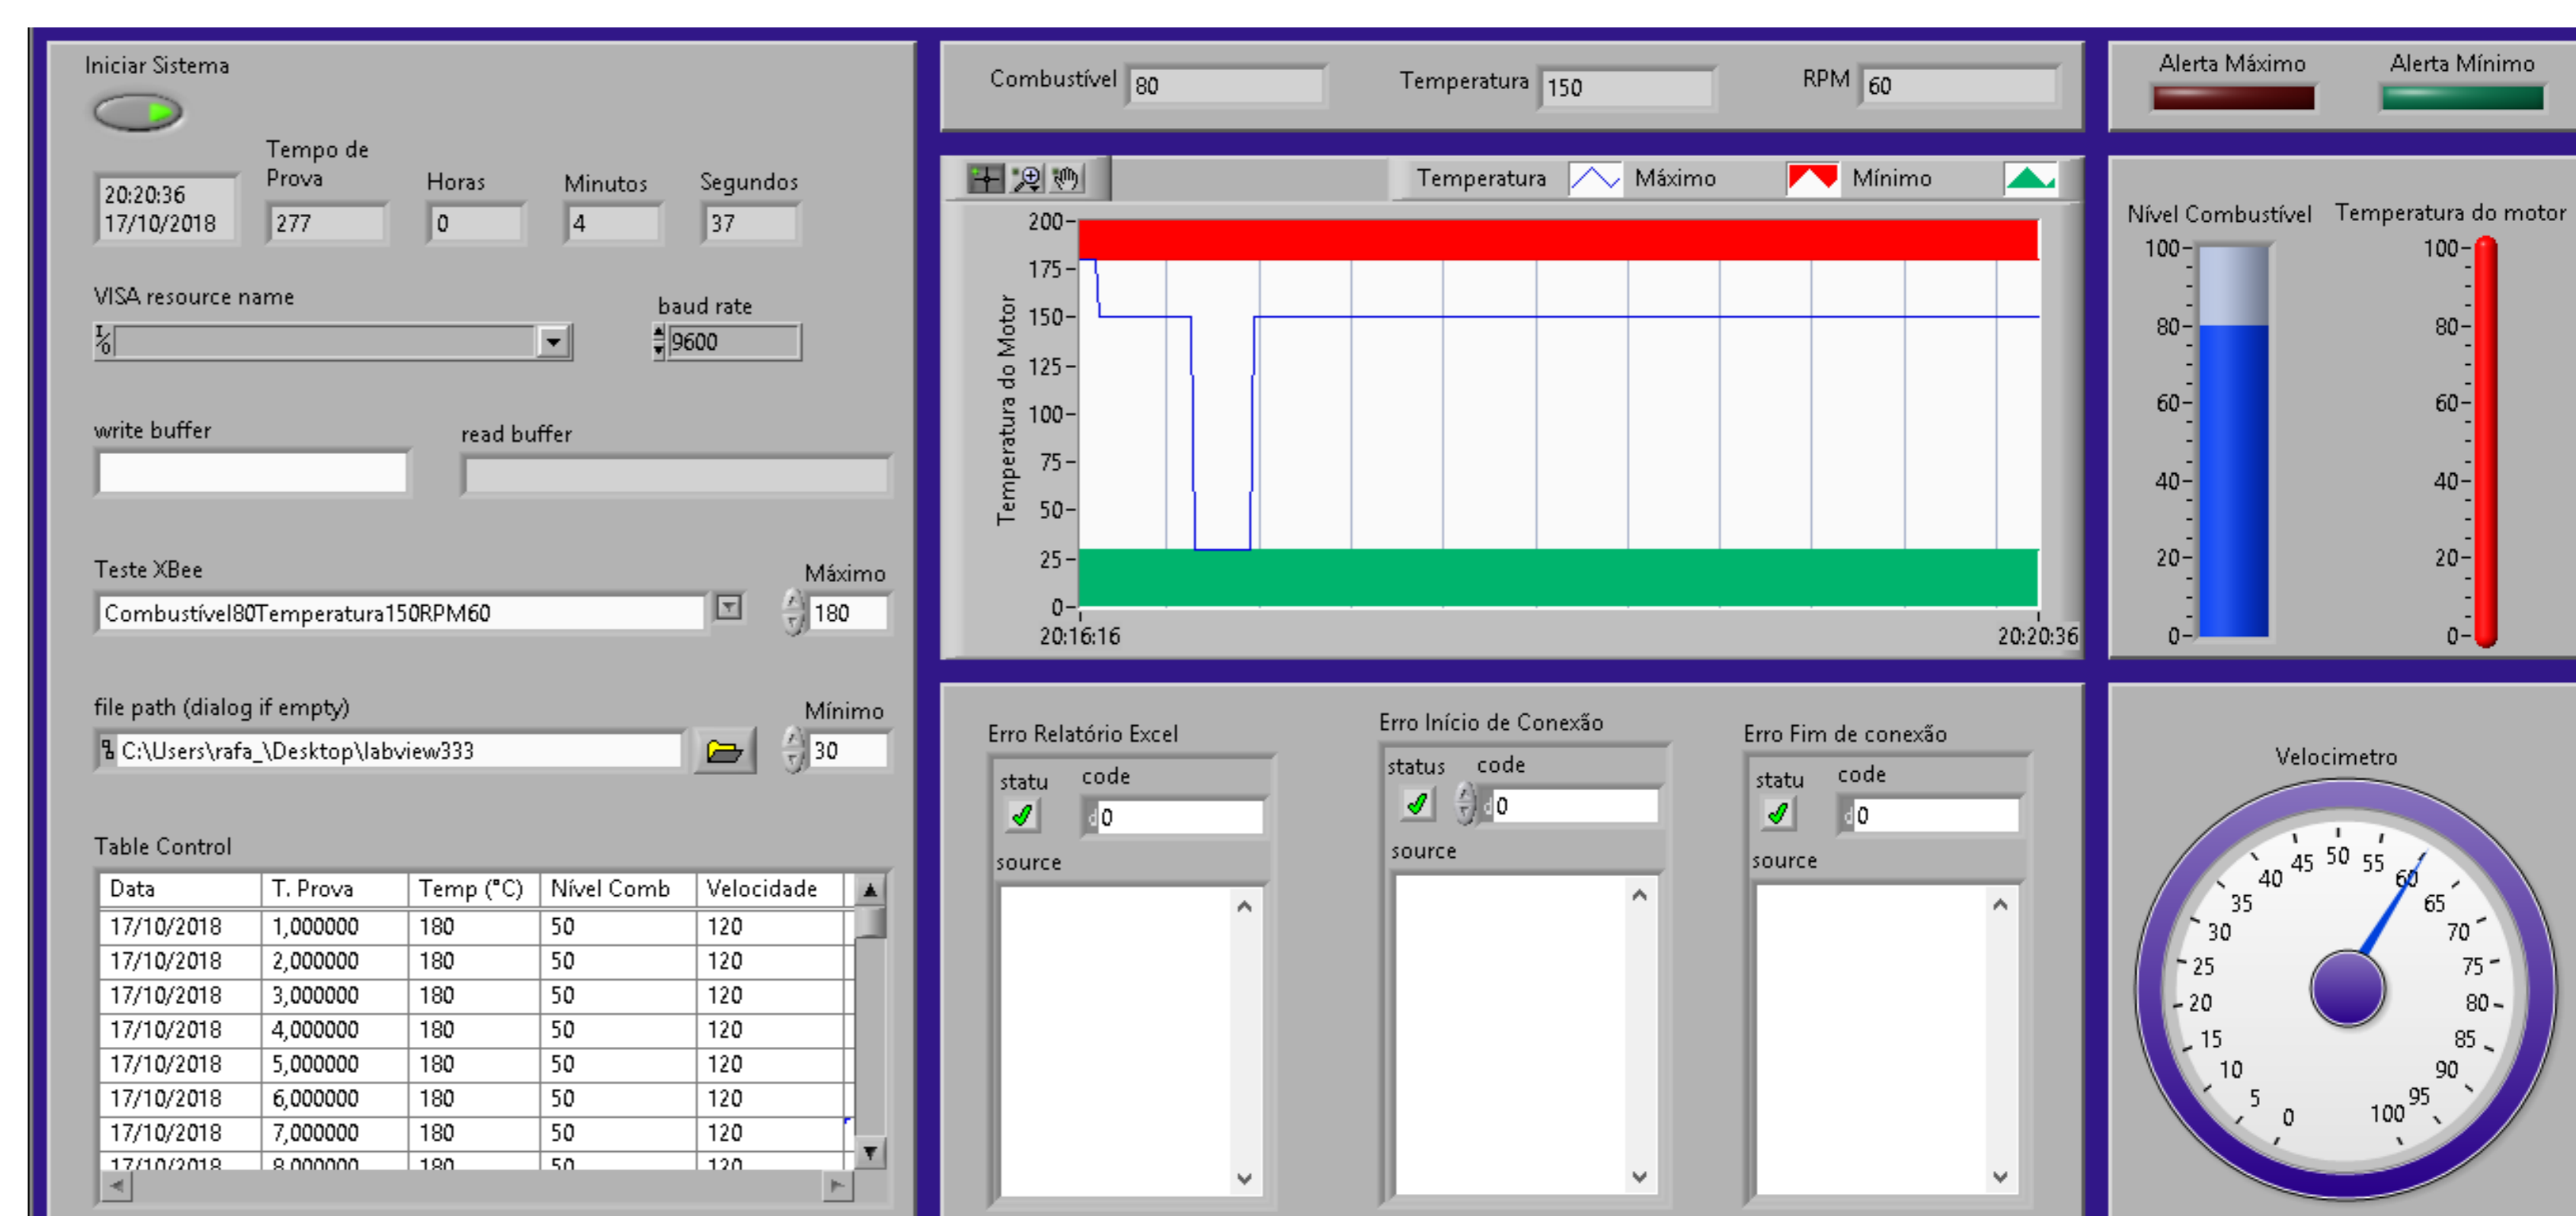 Iniciar Sistema
20:20:36
17/10/2018
Tempo de
Prova
277
Horas
0
Minutos
4
Segundos
37
VISA resource name
I/O
baud rate
9600
write buffer
read buffer
Teste XBee
Combustível80Temperatura150RPM60
Máximo
180
file path (dialog if empty)
C:\Users\rafa_\Desktop\labview333
Mínimo
30
Table Control
Data T. Prova Temp (°C) Nível Comb Velocidade
17/10/2018 1,000000 180 50 120
17/10/2018 2,000000 180 50 120
17/10/2018 3,000000 180 50 120
17/10/2018 4,000000 180 50 120
17/10/2018 5,000000 180 50 120
17/10/2018 6,000000 180 50 120
17/10/2018 7,000000 180 50 120
17/10/2018 8,000000 180 50 120
Combustível 80 Temperatura 150 RPM 60
Temperatura Máximo Mínimo
Temperatura do Motor
200
175
150
125
100
75
50
25
0
20:16:16 20:20:36
Erro Relatório Excel
statu code
d 0
source
Erro Início de Conexão
status code
d 0
source
Erro Fim de conexão
statu code
d 0
source
Alerta Máximo Alerta Mínimo
Nível Combustível
100
80
60
40
20
0
Temperatura do motor
100
80
60
40
20
0
Velocimetro
0
5
10
15
20
25
30
35
40
45
50
55
60
65
70
75
80
85
90
95
100